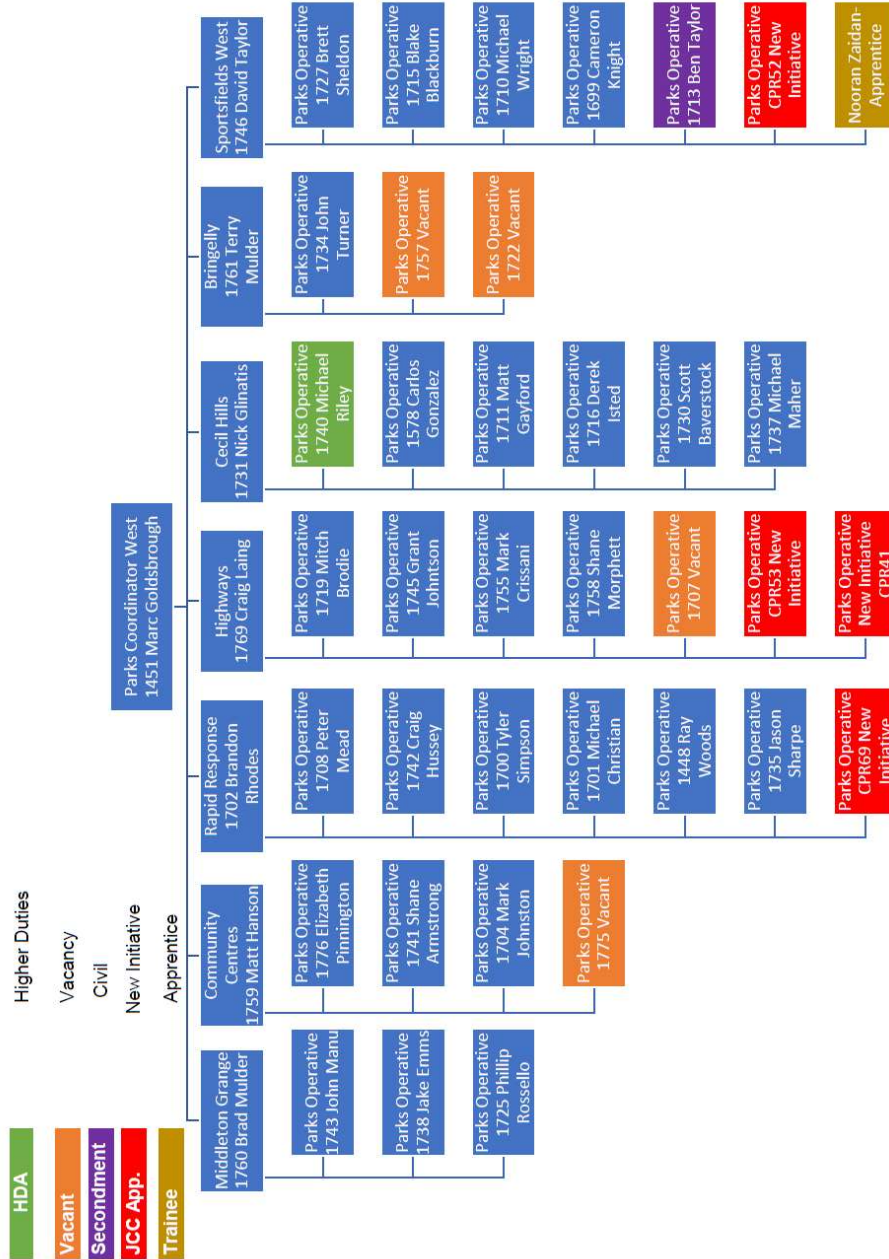 HDA
Higher Duties
Vacant
Vacancy
Secondment
Civil
JCC App.
New Initiative
Trainee
Apprentice
Parks Coordinator West
1451 Marc Goldsbrough
Middleton Grange
1760 Brad Mulder
Parks Operative
1743 John Manu
Parks Operative
1738 Jake Emms
Parks Operative
1725 Phillip
Rossello
Community
Centres
1759 Matt Hanson
Parks Operative
1776 Elizabeth
Pinnington
Parks Operative
1741 Shane
Armstrong
Parks Operative
1704 Mark
Johnston
Parks Operative
1775 Vacant
Rapid Response
1702 Brandon
Rhodes
Parks Operative
1708 Peter
Mead
Parks Operative
1742 Craig
Hussey
Parks Operative
1700 Tyler
Simpson
Parks Operative
1701 Michael
Christian
Parks Operative
1448 Ray
Woods
Parks Operative
1735 Jason
Sharpe
Parks Operative
CPR69 New
Initiative
Highways
1769 Craig Laing
Parks Operative
1719 Mitch
Brodie
Parks Operative
1745 Grant
Johntson
Parks Operative
1755 Mark
Crissani
Parks Operative
1758 Shane
Morphett
Parks Operative
1707 Vacant
Parks Operative
CPR53 New
Initiative
Parks Operative
New Initiative
CPR41
Cecil Hills
1731 Nick Glinatis
Parks Operative
1740 Michael
Riley
Parks Operative
1578 Carlos
Gonzalez
Parks Operative
1711 Matt
Gayford
Parks Operative
1716 Derek
Isted
Parks Operative
1730 Scott
Baverstock
Parks Operative
1737 Michael
Maher
Bringelly
1761 Terry
Mulder
Parks Operative
1734 John
Turner
Parks Operative
1757 Vacant
Parks Operative
1722 Vacant
Sportsfields West
1746 David Taylor
Parks Operative
1727 Brett
Sheldon
Parks Operative
1715 Blake
Blackburn
Parks Operative
1710 Michael
Wright
Parks Operative
1699 Cameron
Knight
Parks Operative
1713 Ben Taylor
Parks Operative
CPR52 New
Initiative
Nooran Zaidan-
Apprentice